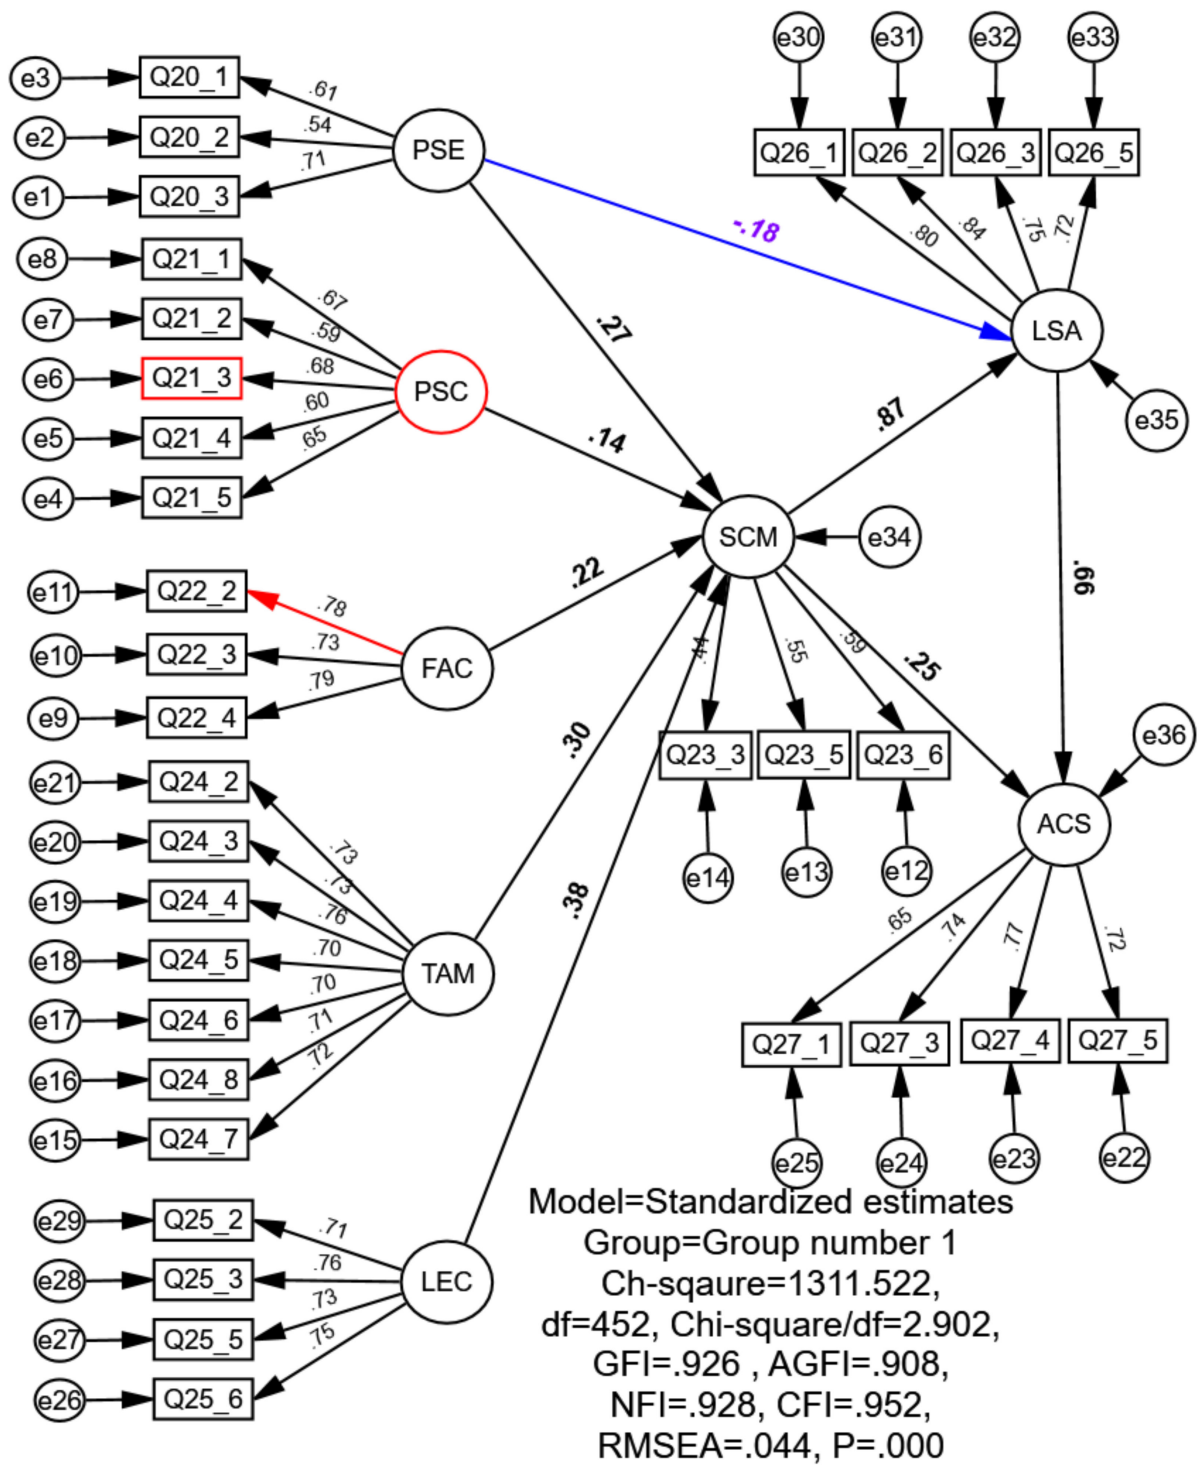 e30 e31 e32 e33
e3 Q20_1 .61
e2 Q20_2 .54 PSE Q26_1 Q26_2 Q26_3 Q26_5
e1 Q20_3 .71
-.18 .80 .84 .75 .72
e8 Q21_1 .67
e7 Q21_2 .59 .27 LSA
e6 Q21_3 .68 PSC
e5 Q21_4 .60 .14 .87 e35
e4 Q21_5 .65
SCM e34
e11 Q22_2 .78 .22 .66
e10 Q22_3 .73 FAC .44 .55 .59 .25
e9 Q22_4 .79
.30 Q23_3 Q23_5 Q23_6 e36
e21 Q24_2 .73
e20 Q24_3 .73 ACS
e19 Q24_4 .76 .38 e14 e13 e12
e18 Q24_5 .70 TAM .65 .74 .77 .72
e17 Q24_6 .70
e16 Q24_8 .71 Q27_1 Q27_3 Q27_4 Q27_5
e15 Q24_7 .72
e25 e24 e23 e22
e29 Q25_2 .71
e28 Q25_3 .76 LEC
e27 Q25_5 .73
e26 Q25_6 .75
Model=Standardized estimates
Group=Group number 1
Ch-sqaure=1311.522,
df=452, Chi-square/df=2.902,
GFI=.926 , AGFI=.908,
NFI=.928, CFI=.952,
RMSEA=.044, P=.000